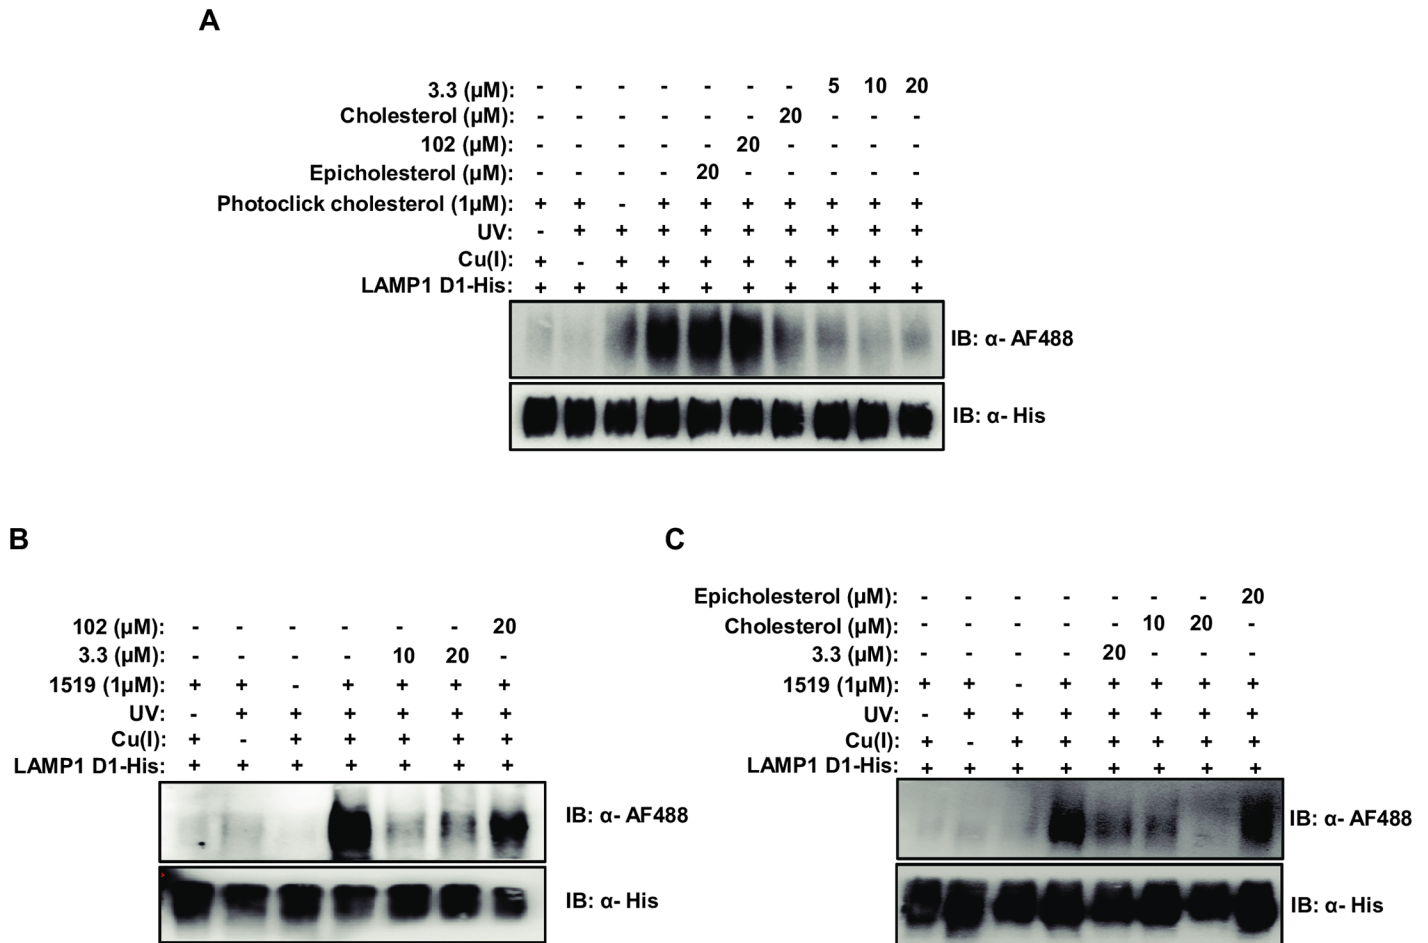 A
3.3 (µM): - - - - - - - 5 10 20
Cholesterol (µM): - - - - - - 20 - - -
102 (µM): - - - - - 20 - - - -
Epicholesterol (µM): - - - - 20 - - - - -
Photoclick cholesterol (1µM): + + - + + + + + + +
UV: - + + + + + + + + +
Cu(I): + - + + + + + + + +
LAMP1 D1-His: + + + + + + + + + +
IB: α- AF488
IB: α- His
B
102 (µM): - - - - - - 20
3.3 (µM): - - - - 10 20 -
1519 (1µM): + + - + + + +
UV: - + + + + + +
Cu(I): + - + + + + +
LAMP1 D1-His: + + + + + + +
IB: α- AF488
IB: α- His
C
Epicholesterol (µM): - - - - - - - 20
Cholesterol (µM): - - - - - 10 20 -
3.3 (µM): - - - - 20 - - -
1519 (1µM): + + - + + + + +
UV: - + + + + + + +
Cu(I): + - + + + + + +
LAMP1 D1-His: + + + + + + + +
IB: α- AF488
IB: α- His